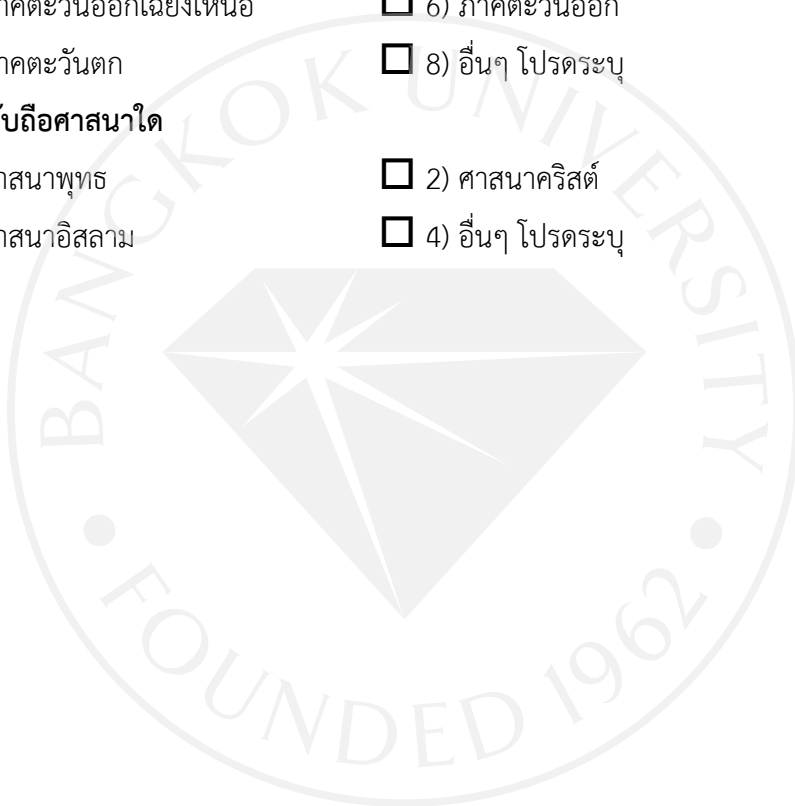 าคตะวันออกเฉียงเหนือ ☐ 6) ภาคตะวันออก
าคตะวันตก ☐ 8) อื่นๆ โปรดระบุ
ับถือศาสนาใด
าสนาพุทธ ☐ 2) ศาสนาคริสต์
าสนาอิสลาม ☐ 4) อื่นๆ โปรดระบุ
BANGKOK UNIVERSITY
FOUNDED 1962